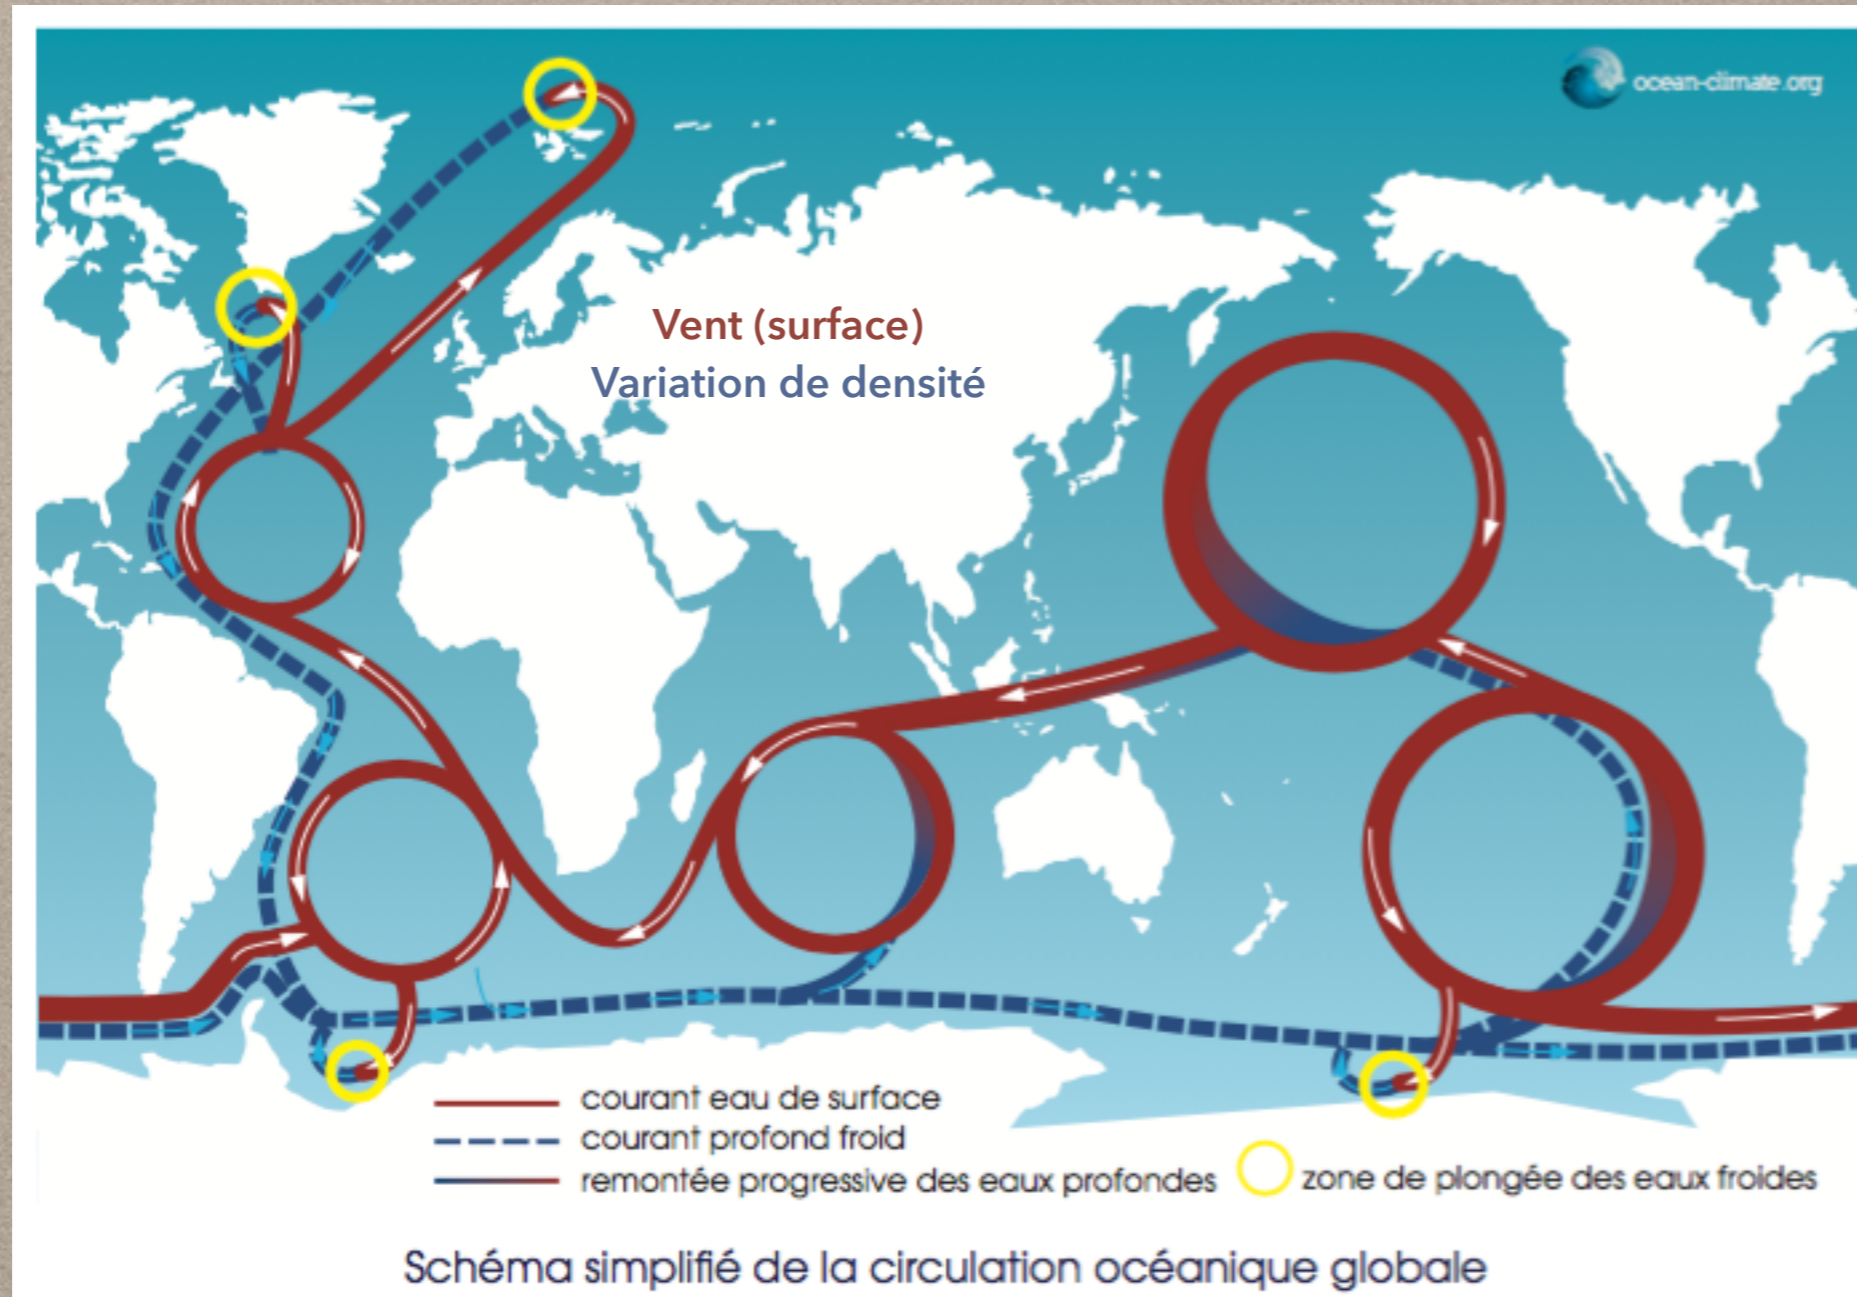 ocean-climate.org
Vent (surface)
Variation de densité
courant eau de surface
courant profond froid
remontée progressive des eaux profondes
zone de plongée des eaux froides
Schéma simplifié de la circulation océanique globale